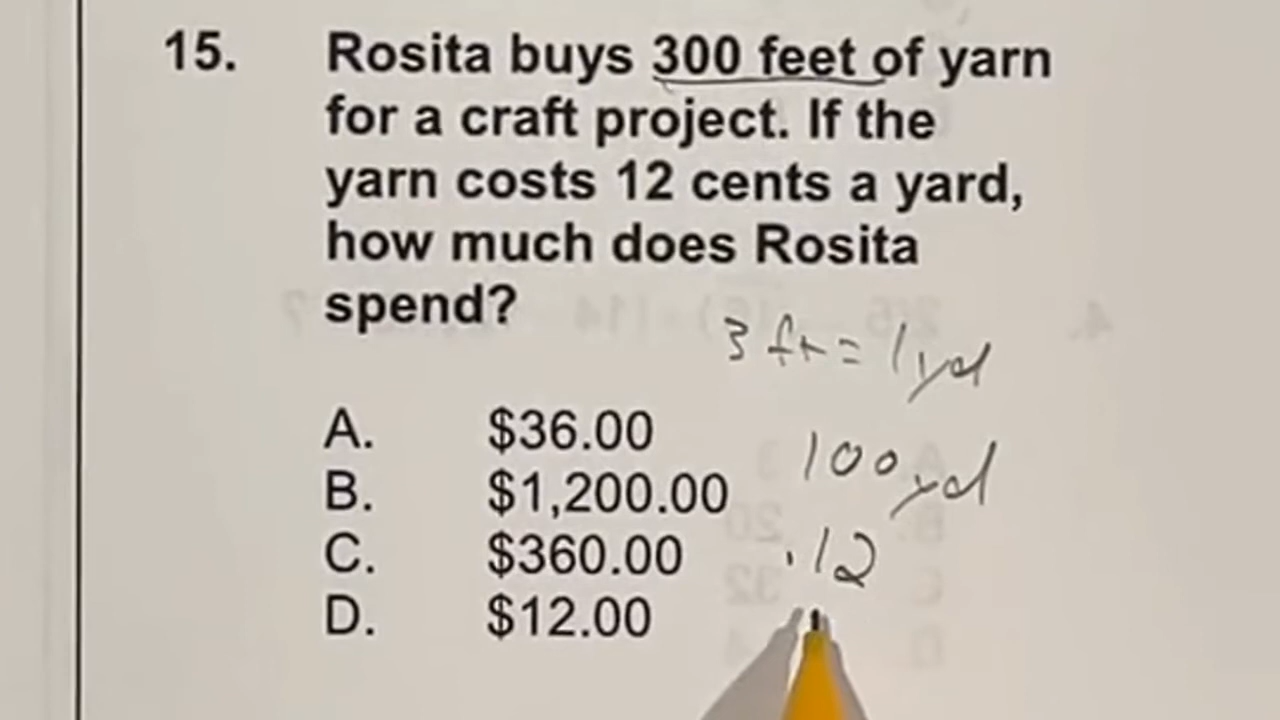 15. Rosita buys 300 feet of yarn
for a craft project. If the
yarn costs 12 cents a yard,
how much does Rosita
spend?
3 ft = 1 yd
A. $36.00
100 yd
B. $1,200.00
C. $360.00
.12
D. $12.00